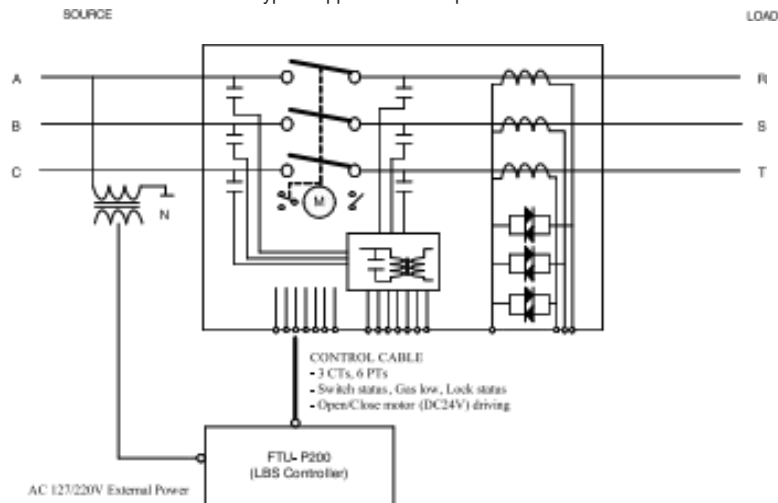 SOURCE
LOAD
A
R
B
S
C
T
M
N
CONTROL CABLE
- 3 CTs, 6 PTs
- Switch status, Gas low, Lock status
- Open/Close motor (DC24V) driving
FTU- P200
(LBS Controller)
AC 127/220V External Power